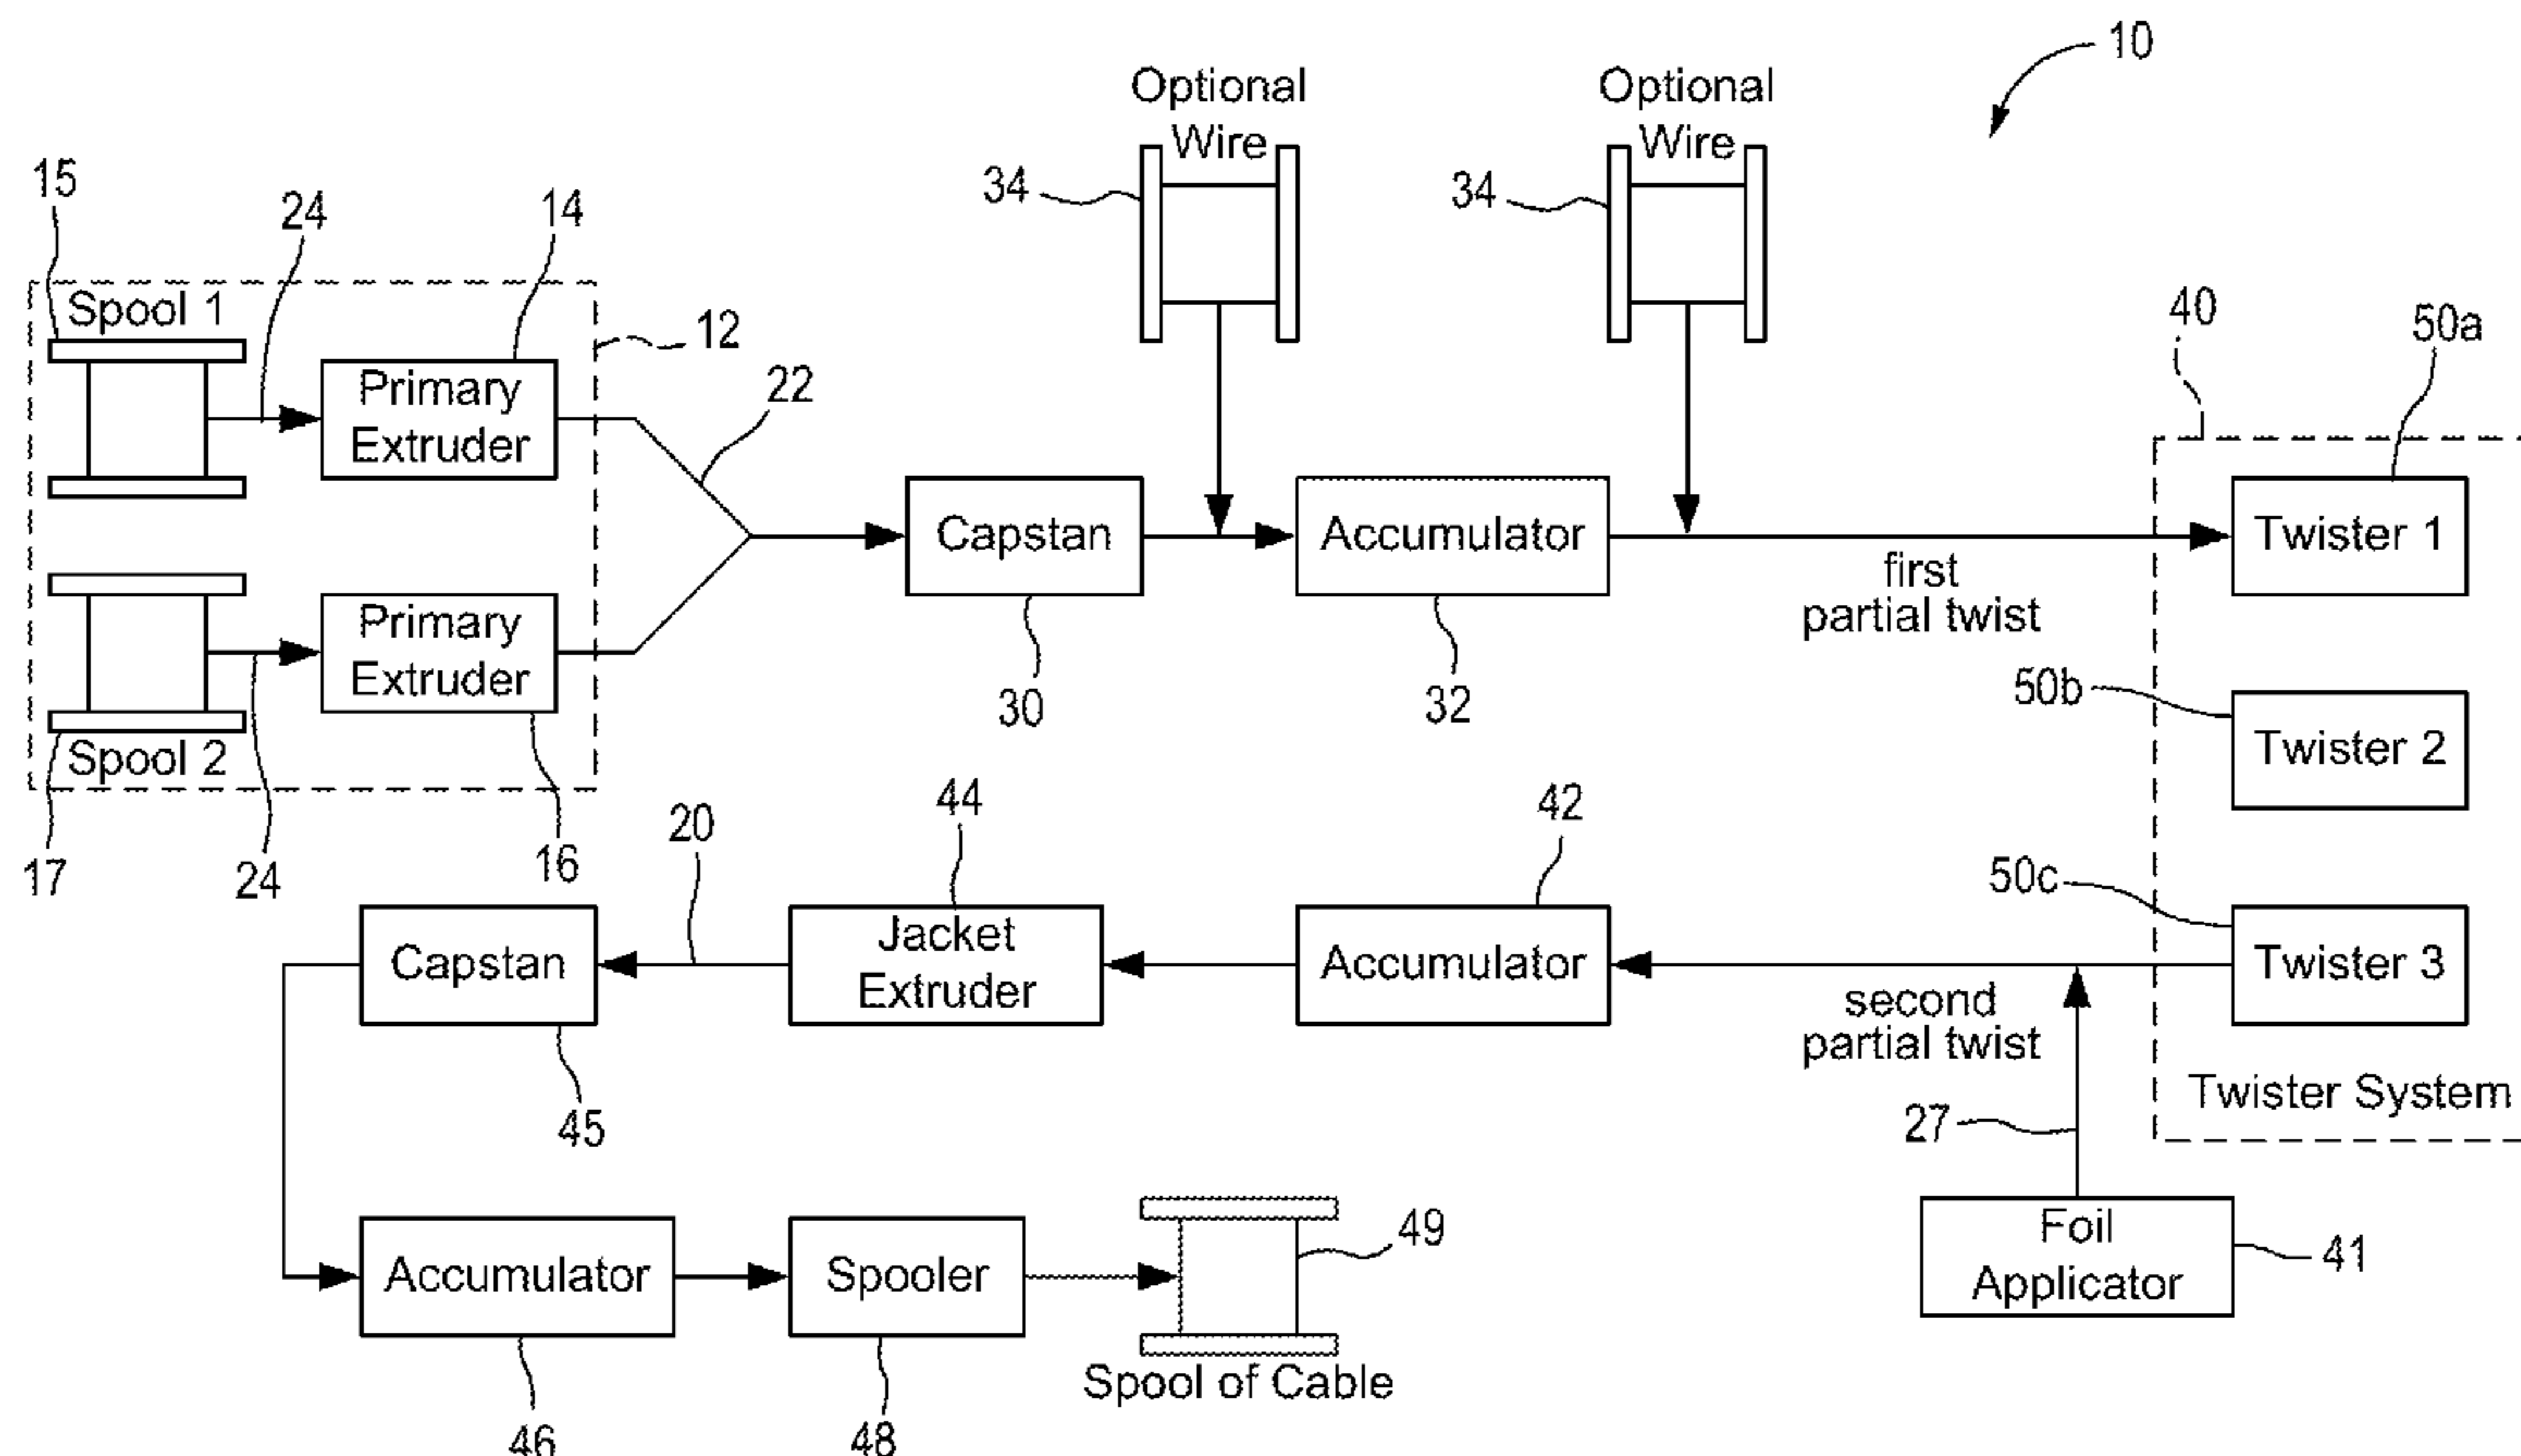 10
Optional
Wire
Optional
Wire
34
34
15
24
14
Spool 1
12
40
50a
22
Primary
Extruder
Capstan
Accumulator
Twister 1
first
partial twist
Primary
Extruder
30
32
50b
Twister 2
Spool 2
17
24
16
20
44
42
50c
Capstan
Jacket
Extruder
Accumulator
Twister 3
second
partial twist
Twister System
45
27
Accumulator
Spooler
49
Foil
Applicator
41
Spool of Cable
46
48